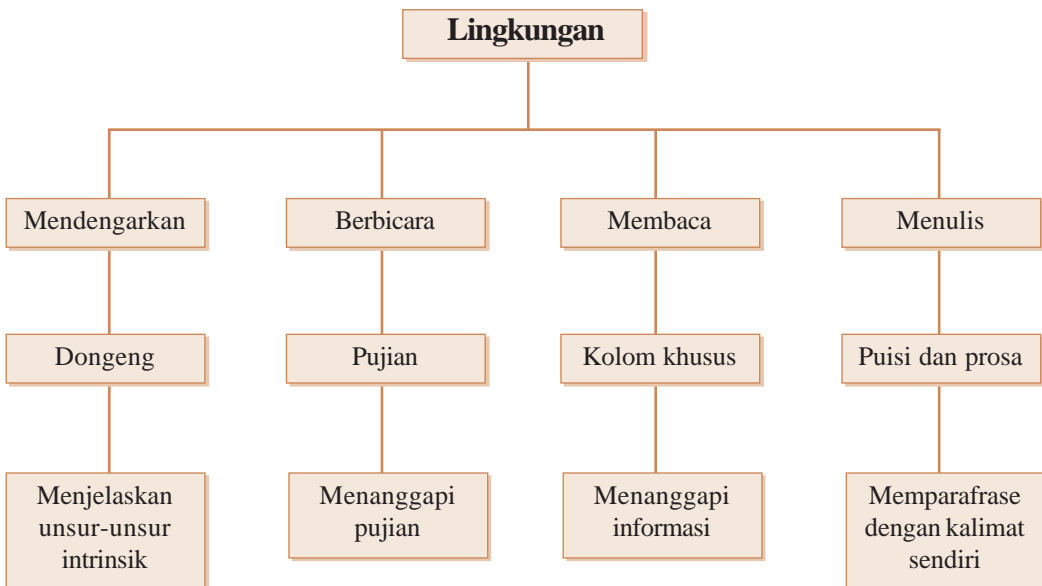 Lingkungan
Mendengarkan
Berbicara
Membaca
Menulis
Dongeng
Pujian
Kolom khusus
Puisi dan prosa
Menjelaskan
unsur-unsur
intrinsik
Menanggapi
pujian
Menanggapi
informasi
Memparafrase
dengan kalimat
sendiri